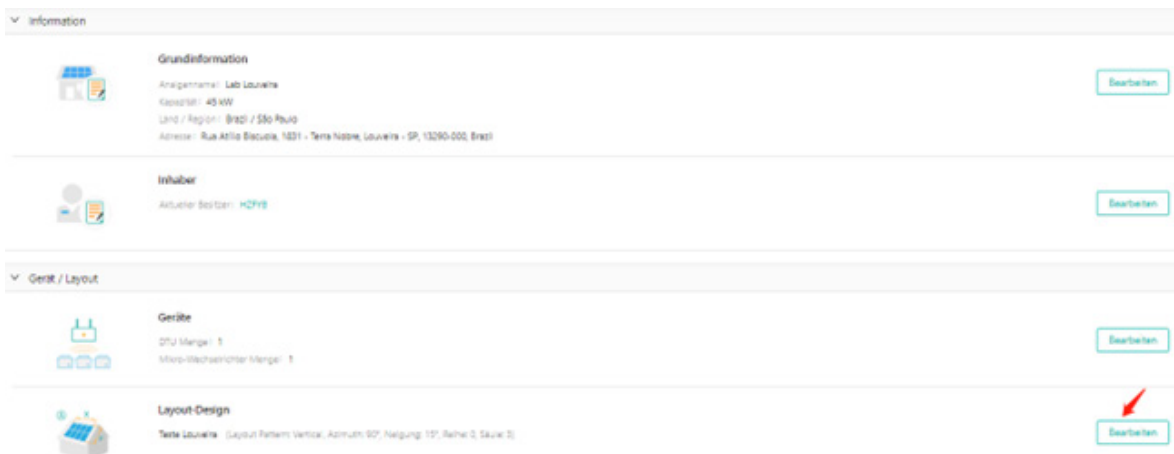 Information
Grundinformation
Bearbeiten
Anlagenname: Lab Louveira
Kapazität: 45 kW
Land / Region: Brazil / São Paulo
Adresse: Rua Atílio Biscuola, 1831 - Terra Nobre, Louveira - SP, 13290-000, Brazil
Inhaber
Bearbeiten
Aktueller Besitzer: HZFYB
Gerät / Layout
Geräte
Bearbeiten
DTU Menge: 1
Mikro-Wechselrichter Menge: 1
Layout-Design
Bearbeiten
Teste Louveira (Layout Pattern: Vertical, Azimuth: 90°, Neigung: 15°, Reihe: 3, Säule: 3)